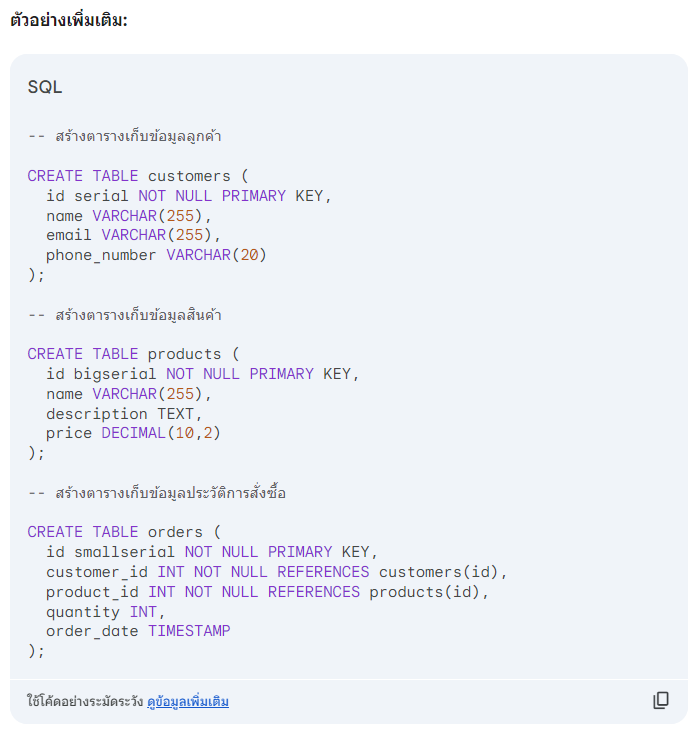 ตัวอย่างเพิ่มเติม:
SQL
-- สร้างตารางเก็บข้อมูลลูกค้า
CREATE TABLE customers (
  id serial NOT NULL PRIMARY KEY,
  name VARCHAR(255),
  email VARCHAR(255),
  phone_number VARCHAR(20)
);
-- สร้างตารางเก็บข้อมูลสินค้า
CREATE TABLE products (
  id bigserial NOT NULL PRIMARY KEY,
  name VARCHAR(255),
  description TEXT,
  price DECIMAL(10,2)
);
-- สร้างตารางเก็บข้อมูลประวัติการสั่งซื้อ
CREATE TABLE orders (
  id smallserial NOT NULL PRIMARY KEY,
  customer_id INT NOT NULL REFERENCES customers(id),
  product_id INT NOT NULL REFERENCES products(id),
  quantity INT,
  order_date TIMESTAMP
);
ใช้โค้ดอย่างระมัดระวัง ดูข้อมูลเพิ่มเติม